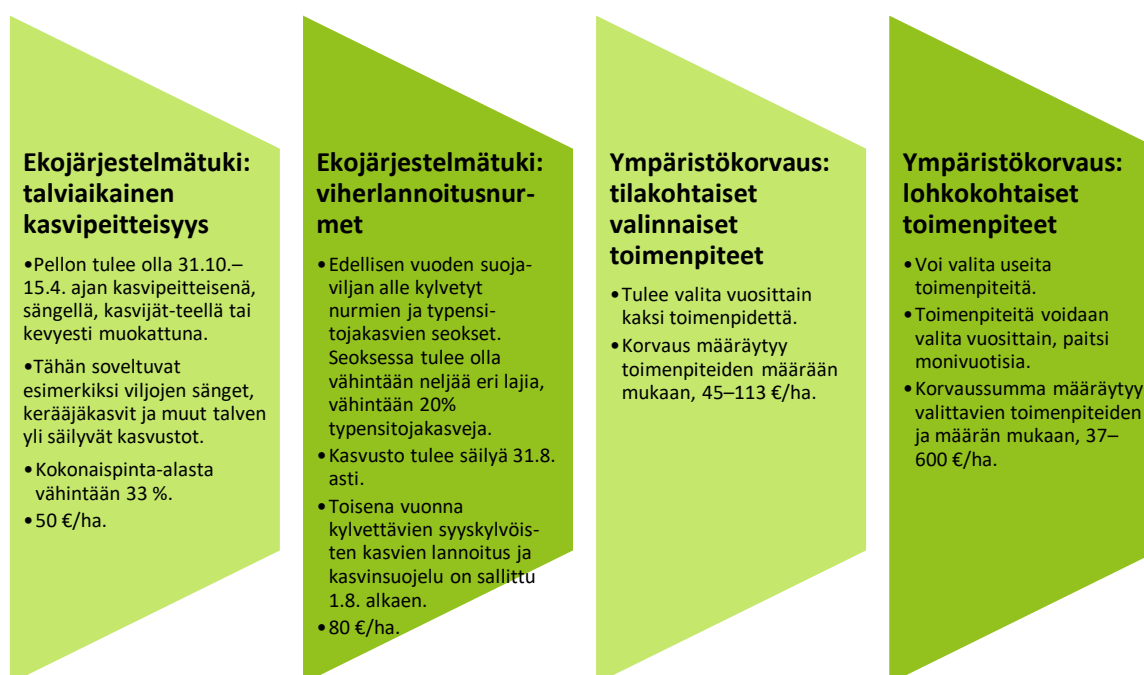 Ekojärjestelmätuki:
talviaikainen
kasvipeitteisyys
•Pellon tulee olla 31.10.–
15.4. ajan kasvipeitteisenä,
sängellä, kasvijät-teellä tai
kevyesti muokattuna.
•Tähän soveltuvat
esimerkiksi viljojen sänget,
kerääjäkasvit ja muut talven
yli säilyvät kasvustot.
•Kokonaispinta-alasta
vähintään 33 %.
•50 €/ha.
Ekojärjestelmätuki:
viherlannoitusnur-
met
•Edellisen vuoden suoja-
viljan alle kylvetyt
nurmien ja typensi-
tojakasvien seokset.
Seoksessa tulee olla
vähintään neljää eri lajia,
vähintään 20%
typensitojakasveja.
•Kasvusto tulee säilyä 31.8.
asti.
•Toisena vuonna
kylvettävien syyskylvöis-
ten kasvien lannoitus ja
kasvinsuojelu on sallittu
1.8. alkaen.
•80 €/ha.
Ympäristökorvaus:
tilakohtaiset
valinnaiset
toimenpiteet
•Tulee valita vuosittain
kaksi toimenpidettä.
•Korvaus määräytyy
toimenpiteiden määrään
mukaan, 45–113 €/ha.
Ympäristökorvaus:
lohkokohtaiset
toimenpiteet
•Voi valita useita
toimenpiteitä.
•Toimenpiteitä voidaan
valita vuosittain, paitsi
monivuotisia.
•Korvaussumma määräytyy
valittavien toimenpiteiden
ja määrän mukaan, 37–
600 €/ha.